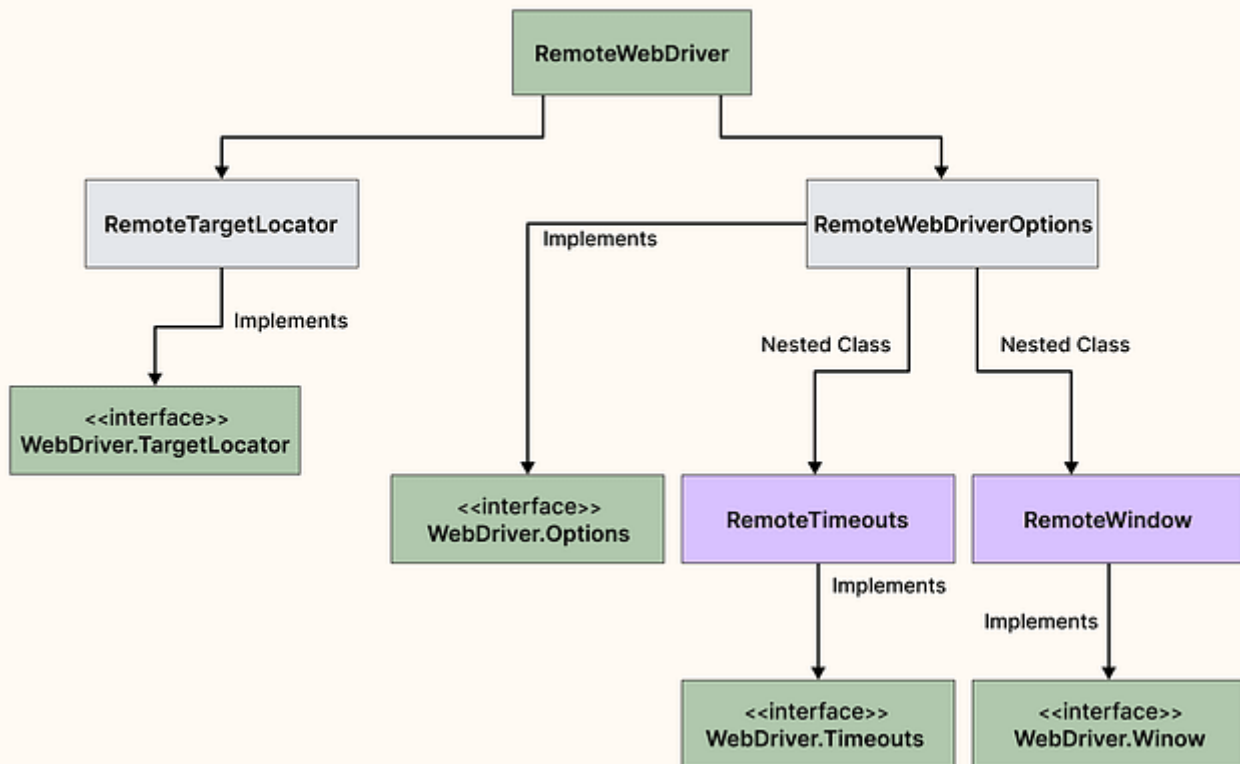 RemoteWebDriver
RemoteTargetLocator
RemoteWebDriverOptions
Implements
Implements
Nested Class
Nested Class
<<interface>>
WebDriver.TargetLocator
<<interface>>
WebDriver.Options
RemoteTimeouts
RemoteWindow
Implements
Implements
<<interface>>
WebDriver.Timeouts
<<interface>>
WebDriver.Winow